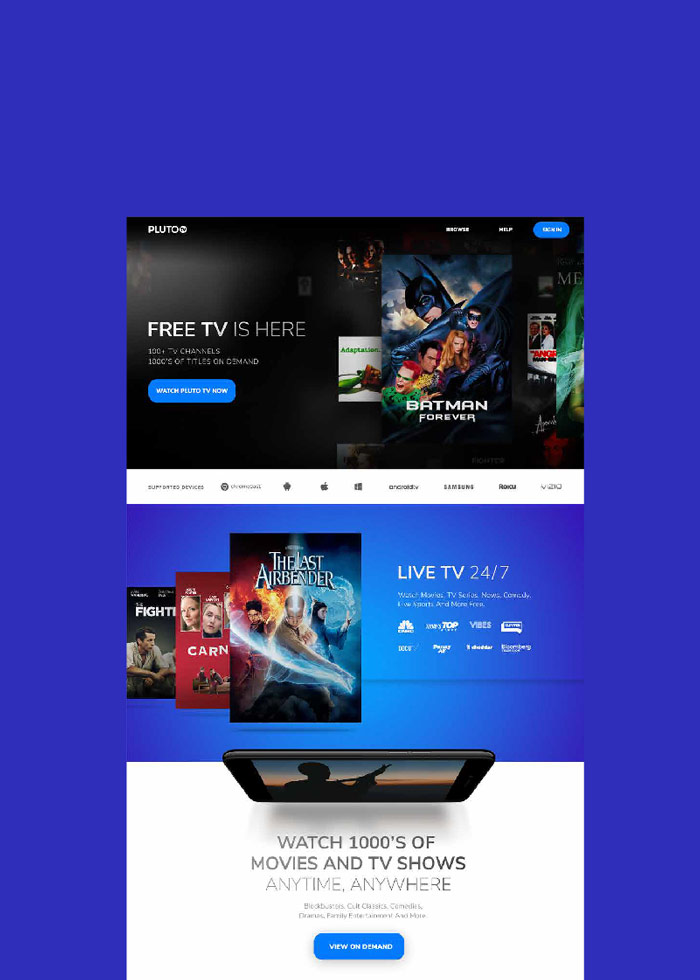 PLUTO tv
BROWSE
HELP
SIGN IN
FREE TV IS HERE
100+ TV CHANNELS
1000'S OF TITLES ON DEMAND
WATCH PLUTO TV NOW
Adaptation.
BATMAN
FOREVER
ME
FIGHTER
SUPPORTED DEVICES
androidtv
SAMSUNG
ROKU
VIZIO
THE LAST
AIRBENDER
THE
FIGHT
CARN
LIVE TV 24/7
Watch Movies, TV Series, News, Comedy,
Live Sports And More Free.
CNBC
TOP
VIBES
cheddar
Bloomberg
WATCH 1000'S OF
MOVIES AND TV SHOWS
ANYTIME, ANYWHERE
Blockbusters, Cult Classics, Comedies,
Dramas, Family Entertainment And More.
VIEW ON DEMAND